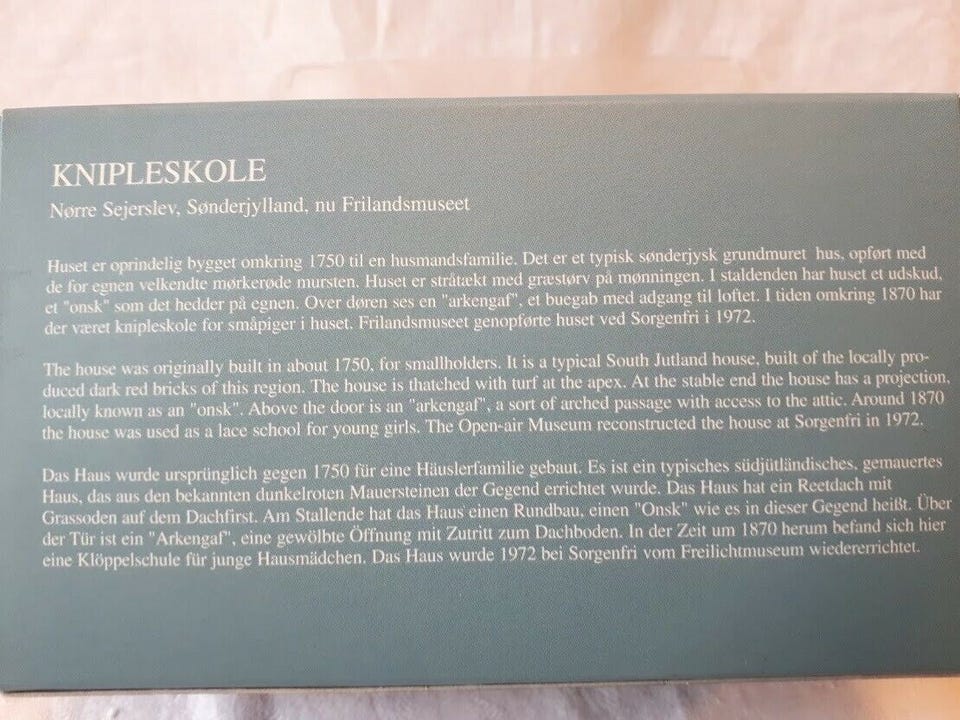 KNIPLESKOLE
Nørre Sejerslev, Sønderjylland, nu Frilandsmuseet
Huset er oprindelig bygget omkring 1750 til en husmandsfamilie. Det er et typisk sønderjysk grundmuret hus, opført med
de for egnen velkendte mørkerøde mursten. Huset er stråtækt med græstørv på mønningen. I staldenden har huset et udskud,
et "onsk" som det hedder på egnen. Over døren ses en "arkengaf", et buegab med adgang til loftet. I tiden omkring 1870 har
der været knipleskole for småpiger i huset. Frilandsmuseet genopførte huset ved Sorgenfri i 1972.
The house was originally built in about 1750, for smallholders. It is a typical South Jutland house, built of the locally pro-
duced dark red bricks of this region. The house is thatched with turf at the apex. At the stable end the house has a projection,
locally known as an "onsk". Above the door is an "arkengaf", a sort of arched passage with access to the attic. Around 1870
the house was used as a lace school for young girls. The Open-air Museum reconstructed the house at Sorgenfri in 1972.
Das Haus wurde ursprünglich gegen 1750 für eine Häuslerfamilie gebaut. Es ist ein typisches südjütländisches, gemauertes
Haus, das aus den bekannten dunkelroten Mauersteinen der Gegend errichtet wurde. Das Haus hat ein Reetdach mit
Grassoden auf dem Dachfirst. Am Stallende hat das Haus einen Rundbau, einen "Onsk" wie es in dieser Gegend heißt. Über
der Tür ist ein "Arkengaf", eine gewölbte Öffnung mit Zutritt zum Dachboden. In der Zeit um 1870 herum befand sich hier
eine Klöppelschule für junge Hausmädchen. Das Haus wurde 1972 bei Sorgenfri vom Freilichtmuseum wiedererrichtet.